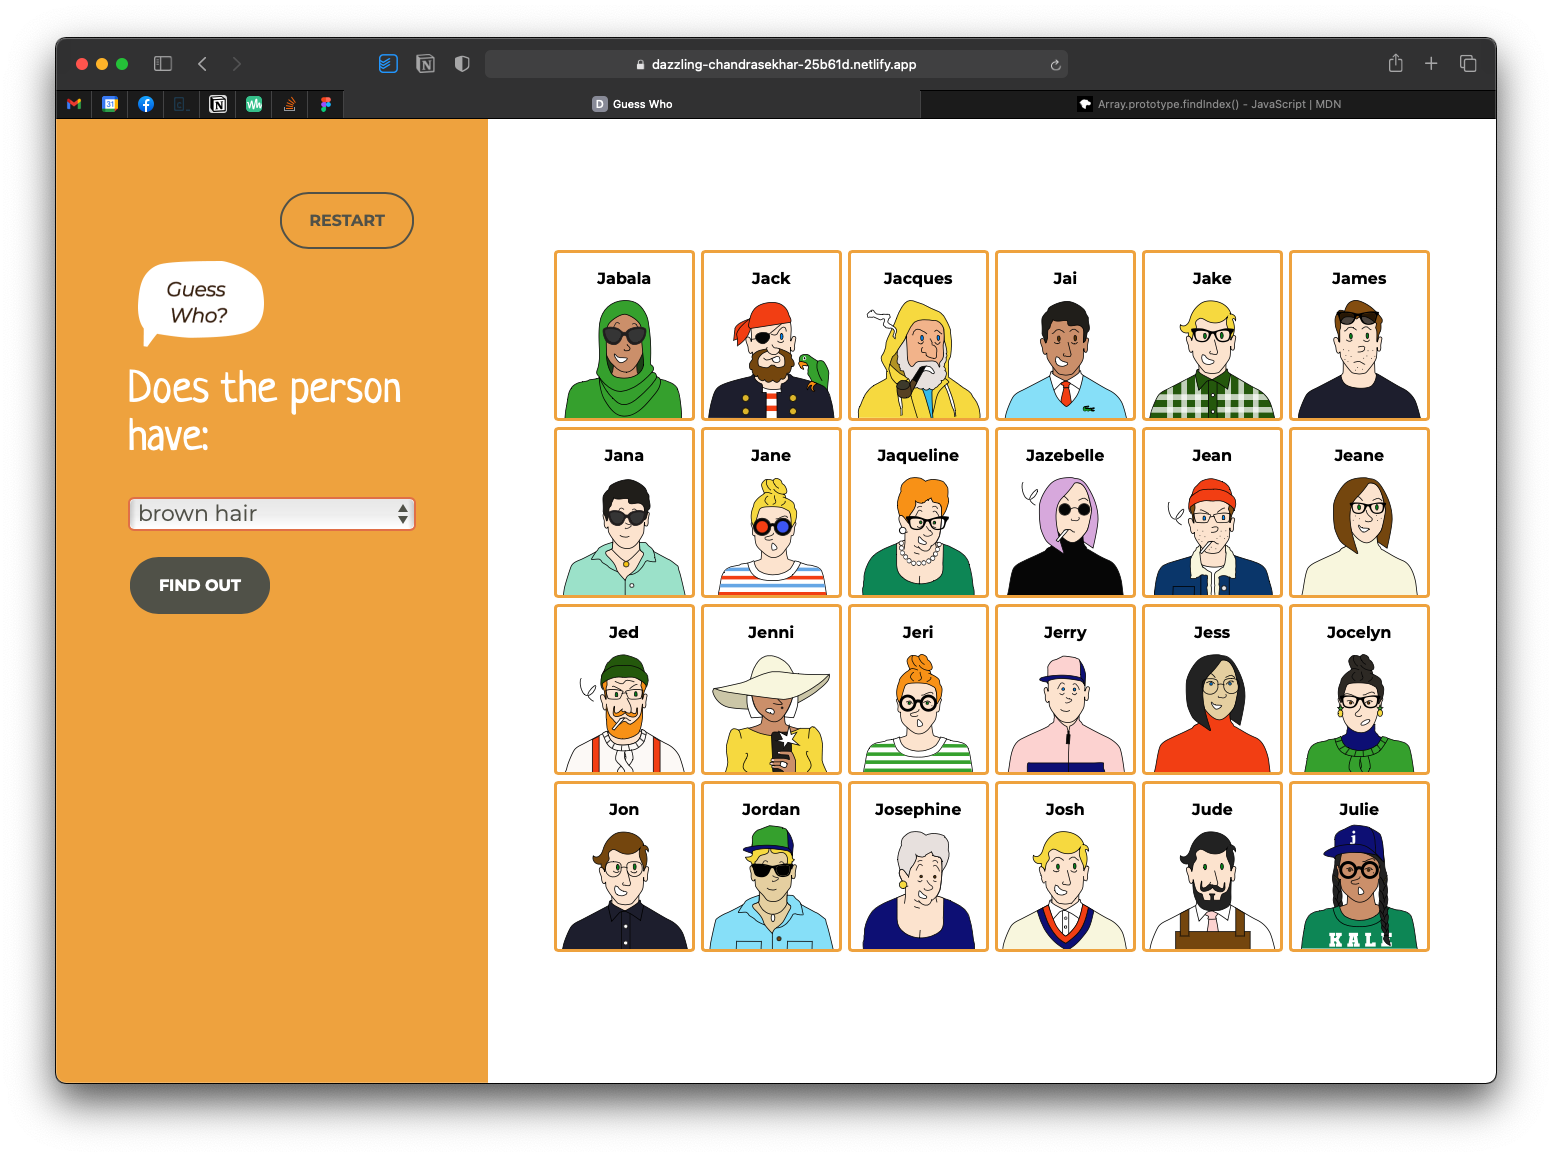 dazzling-chandrasekhar-25b61d.netlify.app
31
D Guess Who
Array.prototype.findIndex() - JavaScript | MDN
RESTART
Guess
Who?
Does the person
have:
brown hair
FIND OUT
Jabala
Jack
Jacques
Jai
Jake
James
Jana
Jane
Jaqueline
Jazebelle
Jean
Jeane
Jed
Jenni
Jeri
Jerry
Jess
Jocelyn
Jon
Jordan
Josephine
Josh
Jude
Julie
j
KALE